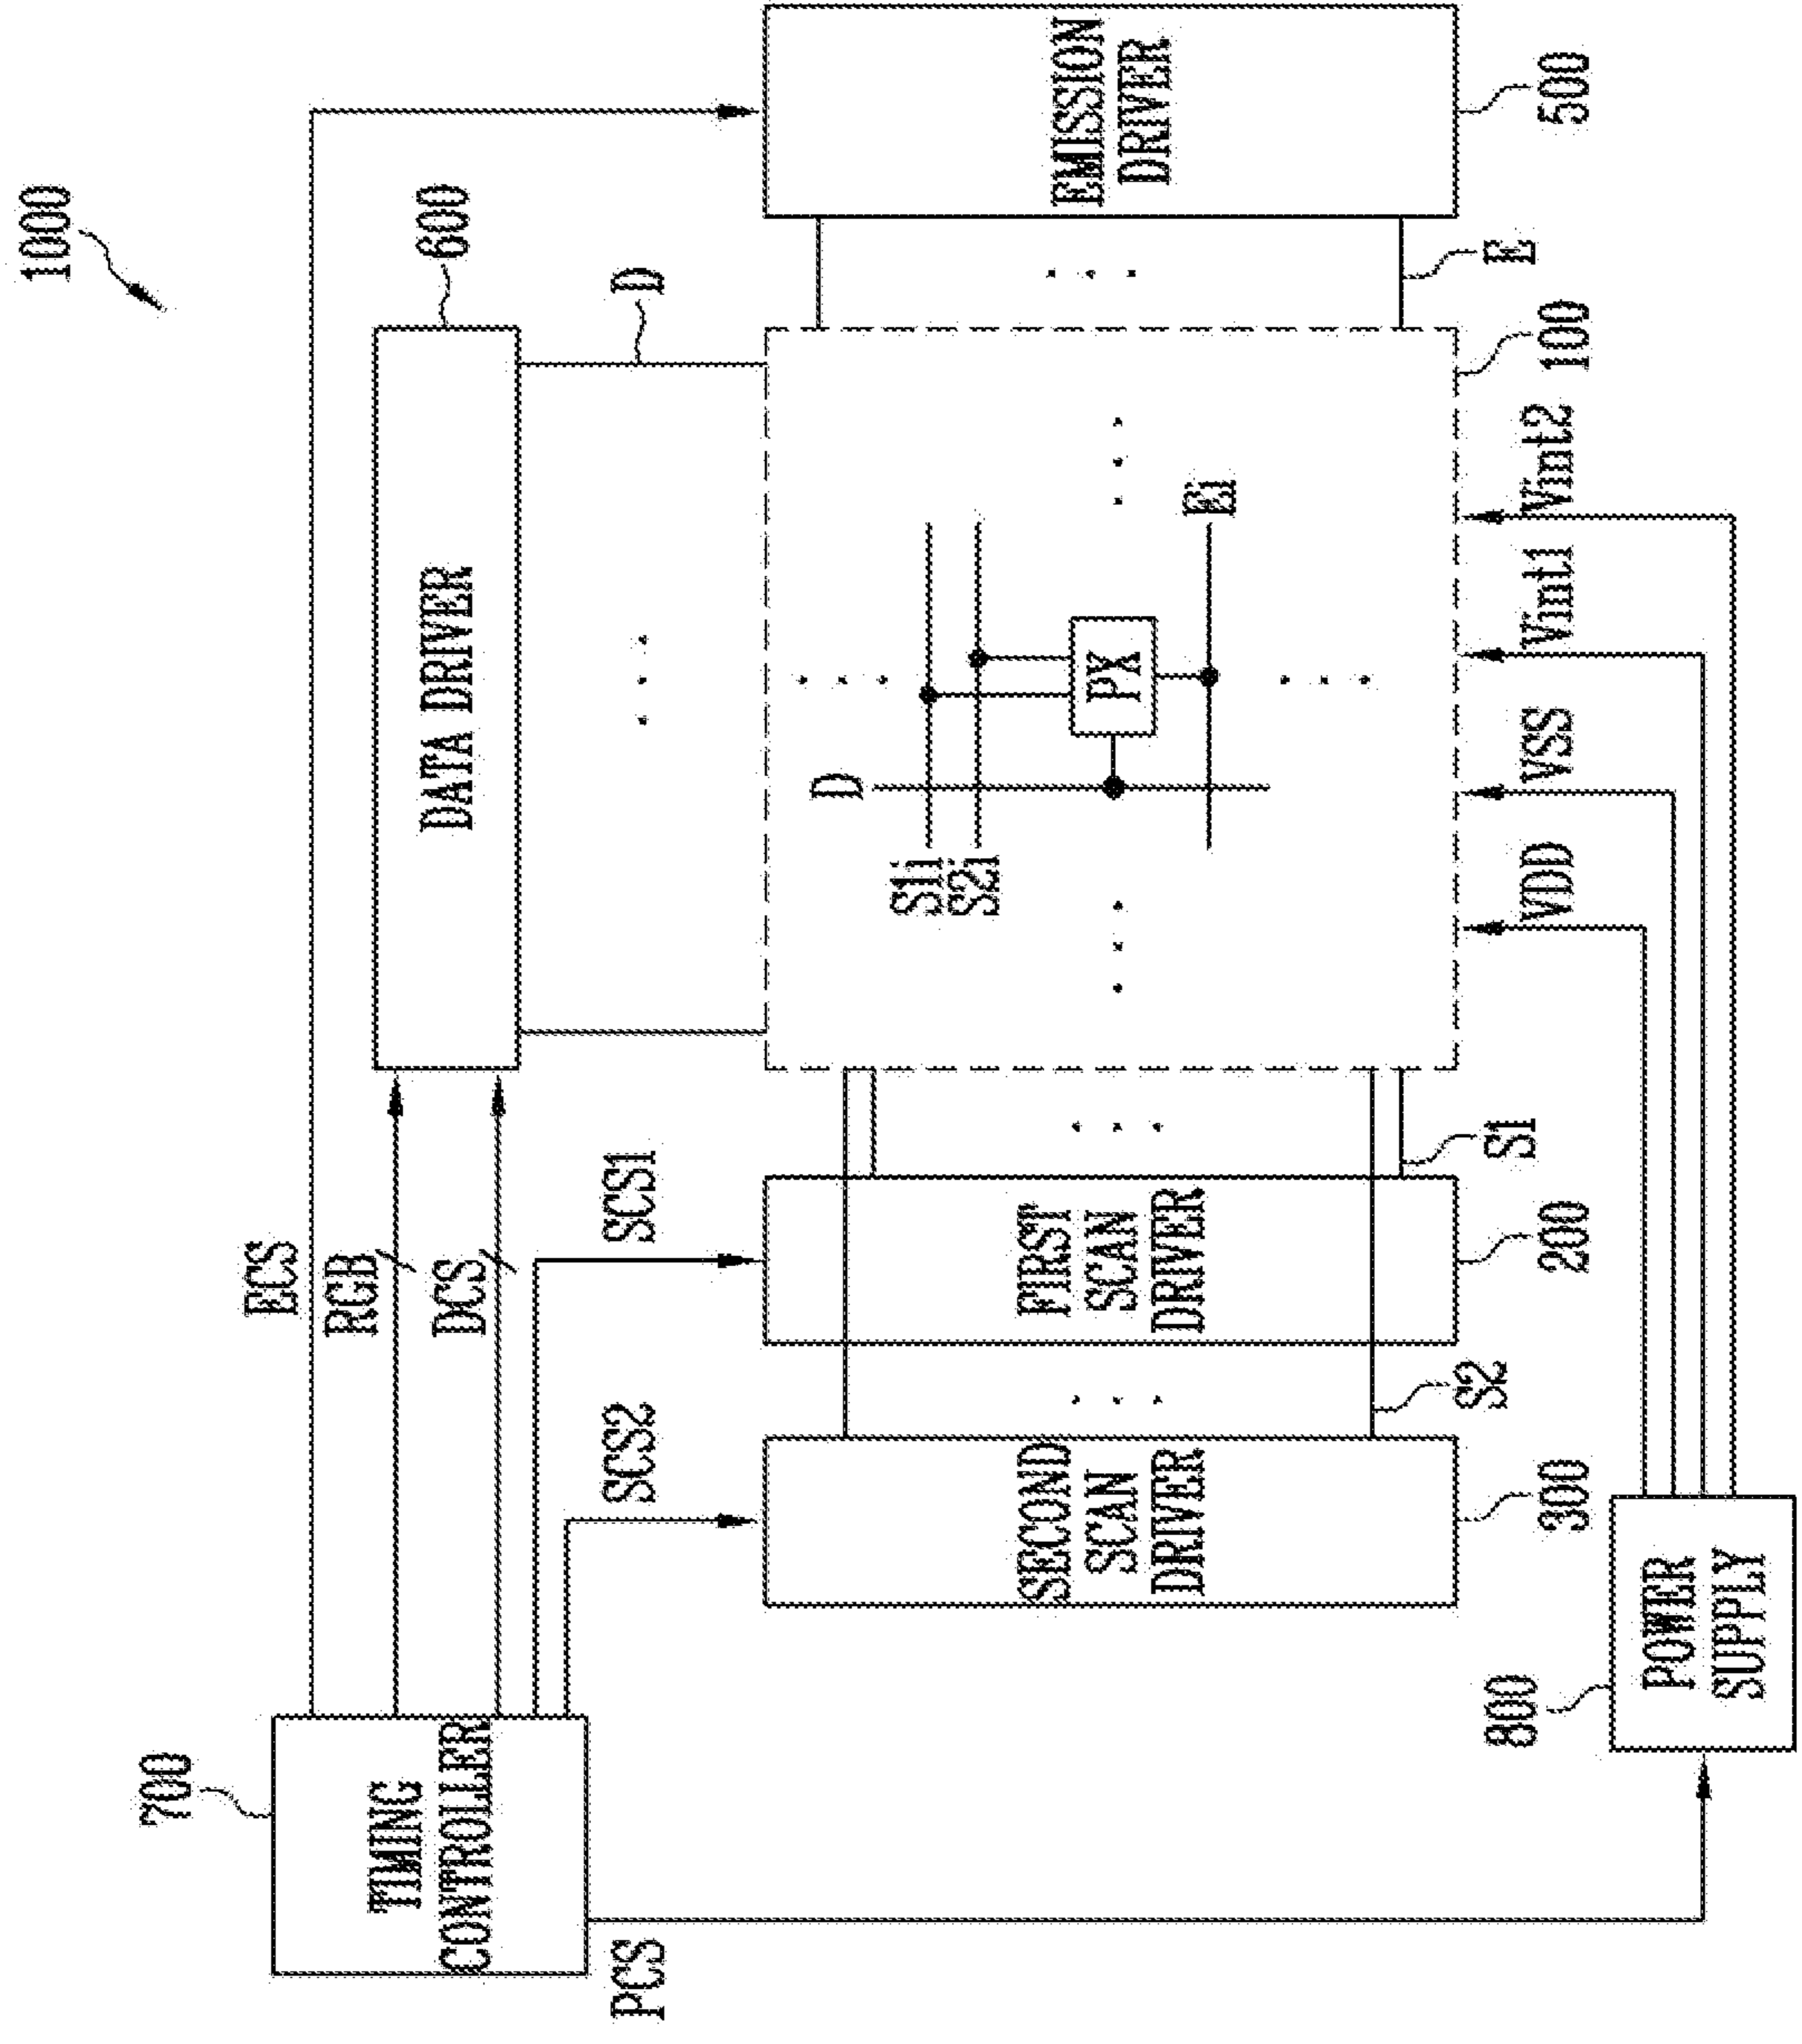 1000
700
TIMING
CONTROLLER
ECS
RGB
DCS
DATA DRIVER
600
PCS
SCS2
SCS1
D
SECOND
SCAN
DRIVER
300
S2
FIRST
SCAN
DRIVER
200
S1
S1i
S2i
D
PX
Ei
100
E
EMISSION
DRIVER
500
VDD
VSS
Vint1
Vint2
800
POWER
SUPPLY